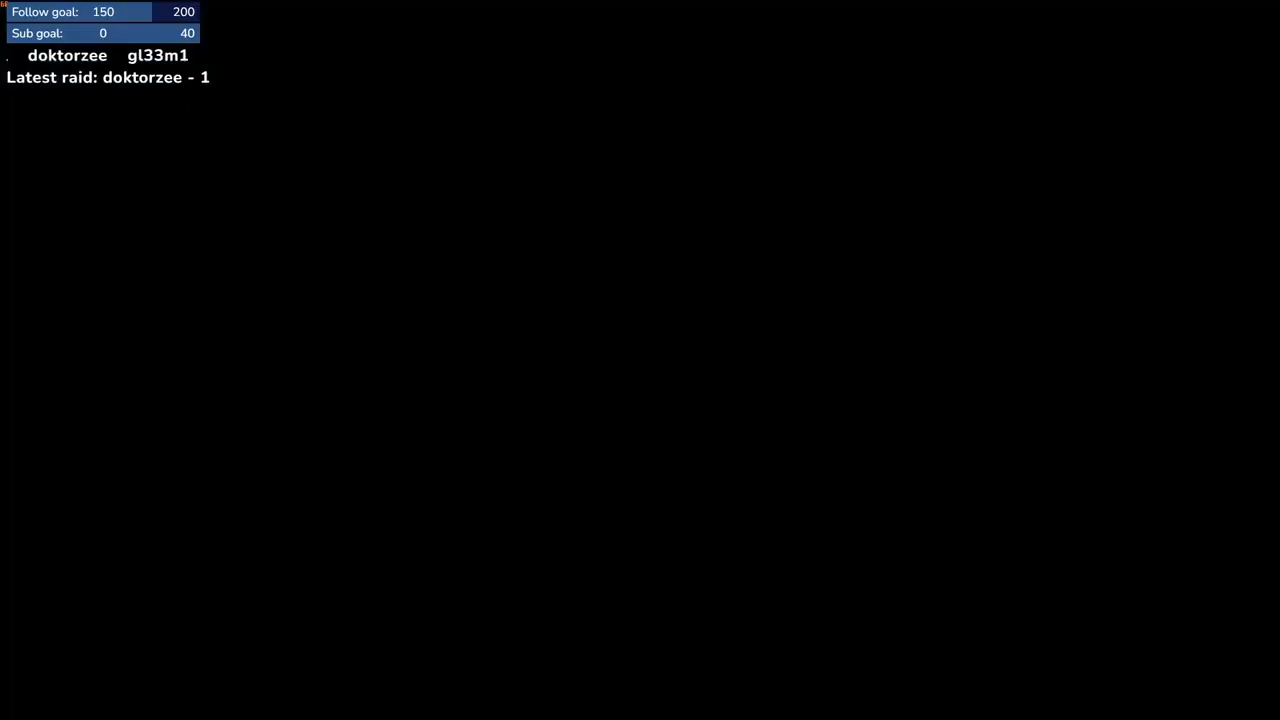 Follow goal: 150 200
Sub goal: 0 40
. doktorzee gl33m1
Latest raid: doktorzee - 1